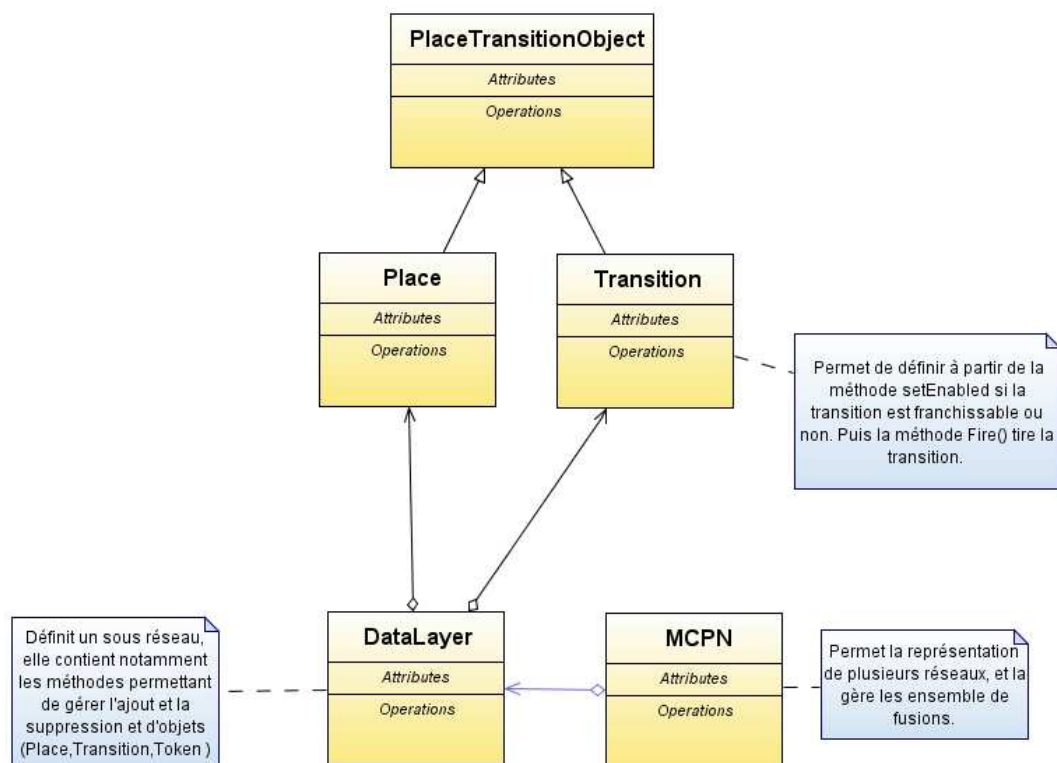 PlaceTransitionObject
Attributes
Operations
Place
Attributes
Operations
Transition
Attributes
Operations
Permet de définir à partir de la
méthode setEnabled si la
transition est franchissable ou
non. Puis la méthode Fire() tire la
transition.
Définit un sous réseau,
elle contient notamment
les méthodes permettant
de gérer l'ajout et la
suppression et d'objets
(Place,Transition,Token )
DataLayer
Attributes
Operations
MCPN
Attributes
Operations
Permet la représentation
de plusieurs réseaux, et la
gère les ensemble de
fusions.